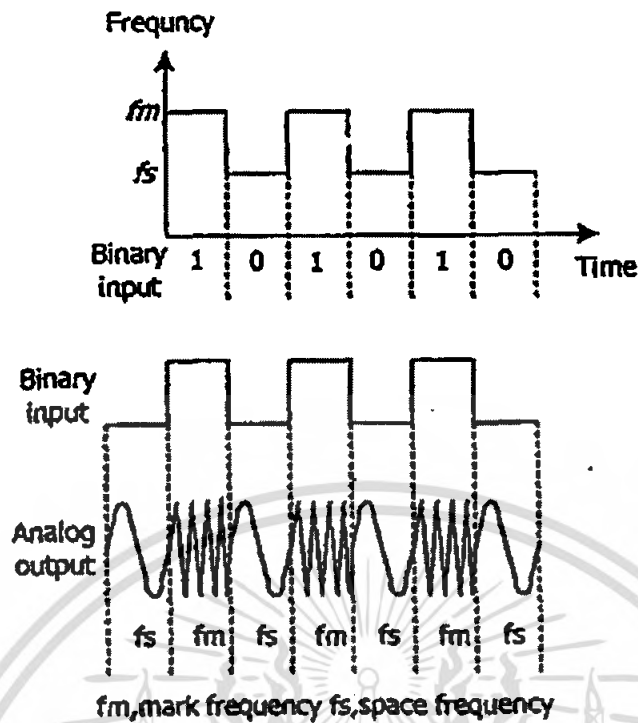 Frequncy
fm
fs
Binary input
1 0 1 0 1 0
Time
Binary input
Analog output
fs fm fs fm fs fm fs
fm,mark frequency fs,space frequency